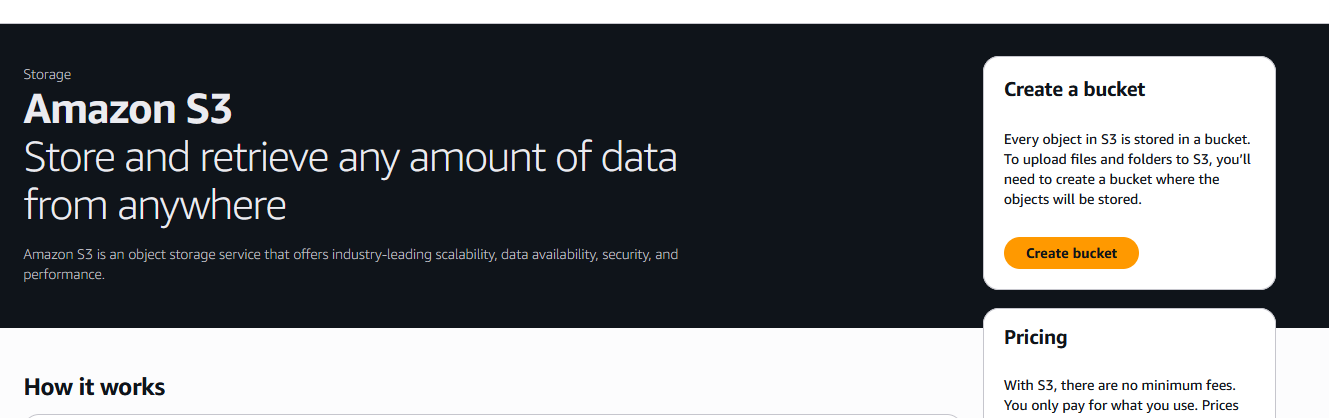 Storage
Amazon S3
Store and retrieve any amount of data
from anywhere
Amazon S3 is an object storage service that offers industry-leading scalability, data availability, security, and
performance.
Create a bucket
Every object in S3 is stored in a bucket.
To upload files and folders to S3, you’ll
need to create a bucket where the
objects will be stored.
Create bucket
Pricing
With S3, there are no minimum fees.
You only pay for what you use. Prices
How it works